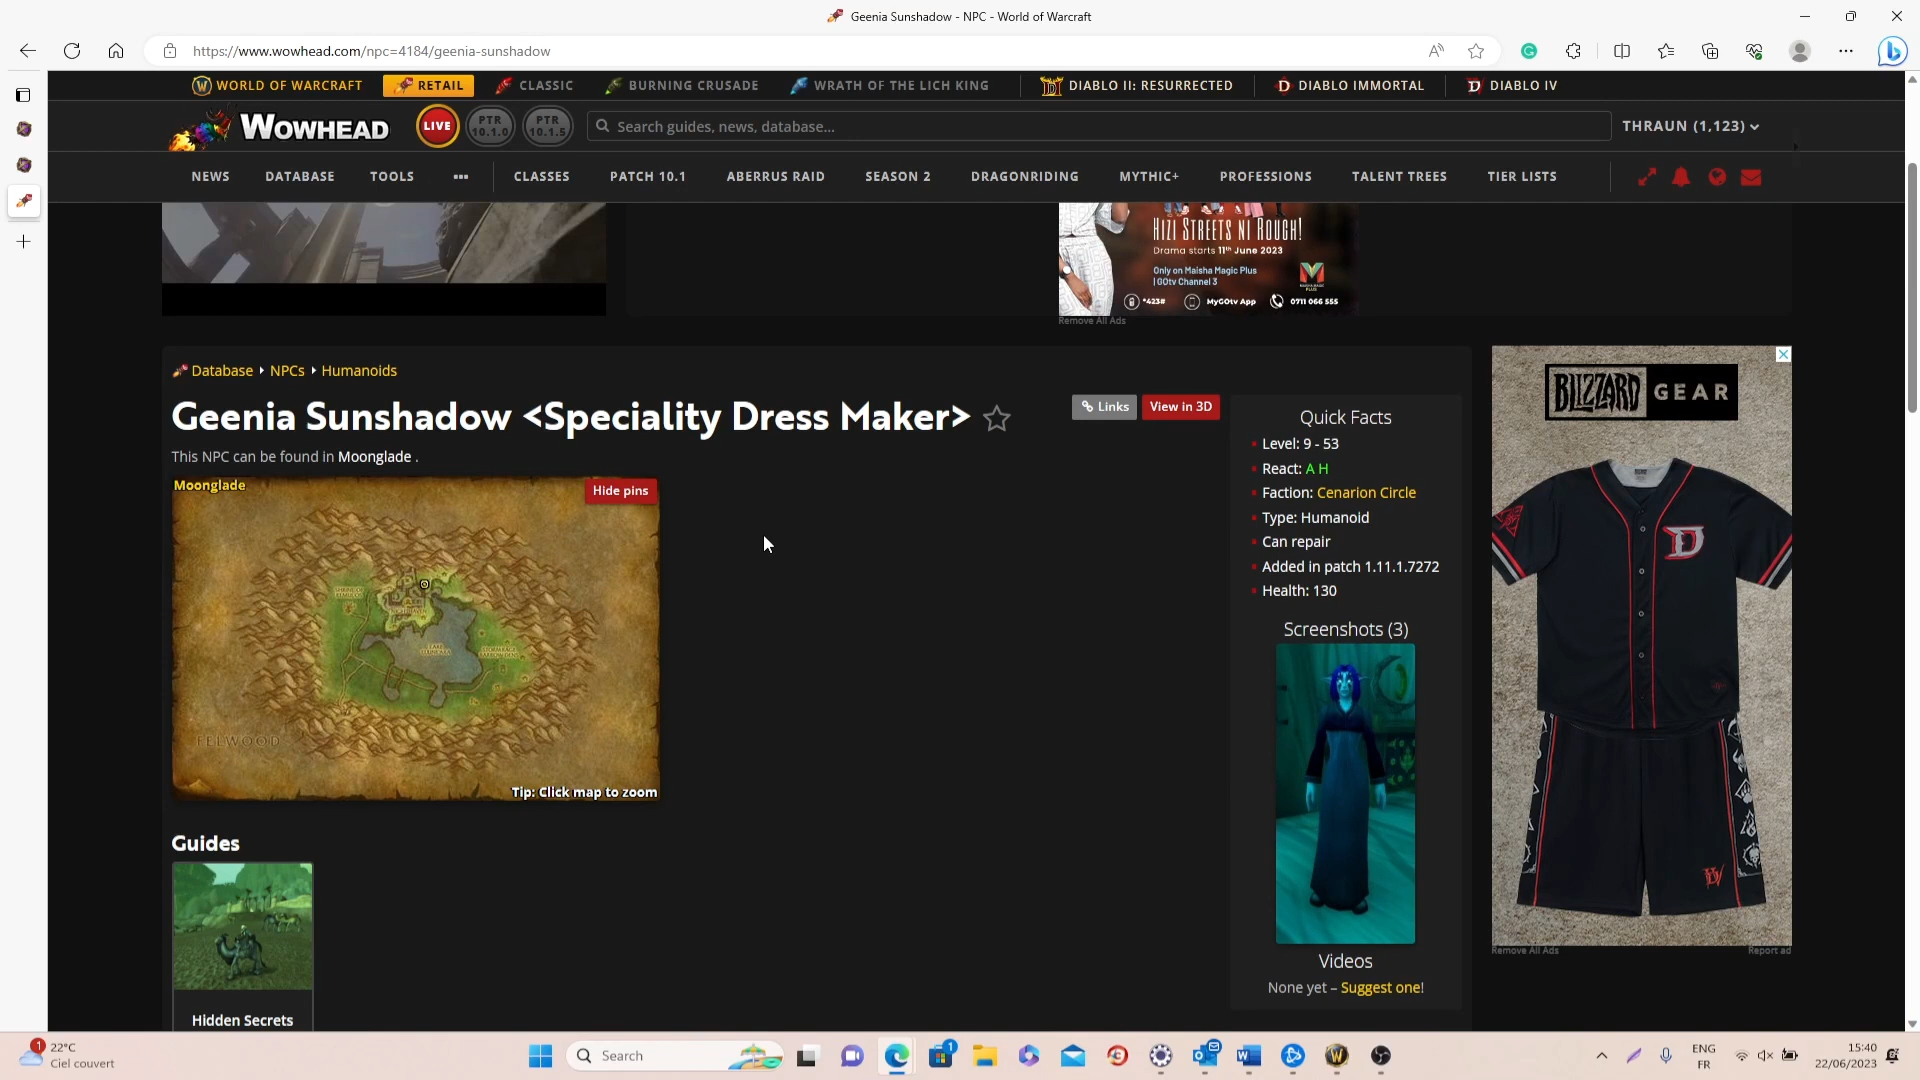 Geenia Sunshadow - NPC - World of Warcraft
https://www.wowhead.com/npc=4184/geenia-sunshadow
WORLD OF WARCRAFT
RETAIL
CLASSIC
BURNING CRUSADE
WRATH OF THE LICH KING
DIABLO II: RESURRECTED
DIABLO IMMORTAL
DIABLO IV
WOWHEAD
LIVE
PTR 10.1.0
PTR 10.1.5
Search guides, news, database...
THRAUN (1,123)
NEWS
DATABASE
TOOLS
CLASSES
PATCH 10.1
ABERRUS RAID
SEASON 2
DRAGONRIDING
MYTHIC+
PROFESSIONS
TALENT TREES
TIER LISTS
HIZI STREETS NI ROUGH!
Drama starts 11th June 2023
Only on Maisha Magic Plus
| GOtv Channel 3
*423#
MyGOtv App
0711 066 555
Remove All Ads
Database
NPCs
Humanoids
Geenia Sunshadow <Speciality Dress Maker>
Links
View in 3D
This NPC can be found in Moonglade .
Moonglade
Hide pins
FELWOOD
Tip: Click map to zoom
Quick Facts
Level: 9 - 53
React: A H
Faction: Cenarion Circle
Type: Humanoid
Can repair
Added in patch 1.11.1.7272
Health: 130
Screenshots (3)
Videos
None yet – Suggest one!
BLIZZARD GEAR
D
Remove All Ads
Report ad
Guides
Hidden Secrets
1
22°C
Ciel couvert
Search
1
ENG
FR
15:40
22/06/2023